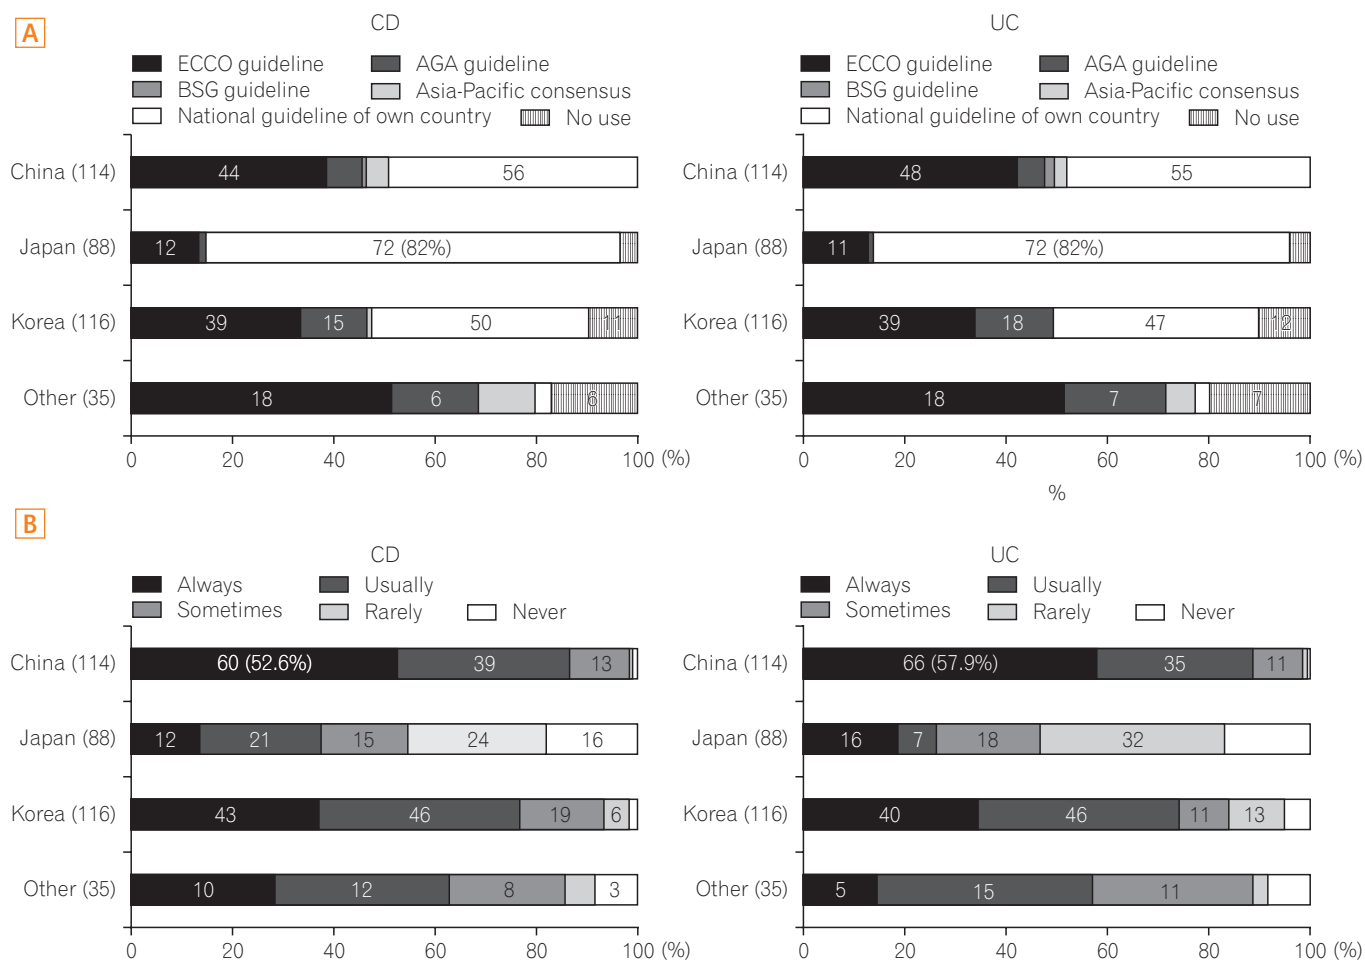 A
CD
ECCO guideline AGA guideline
BSG guideline Asia-Pacific consensus
National guideline of own country No use
China (114) 44 56
Japan (88) 12 72 (82%)
Korea (116) 39 15 50 11
Other (35) 18 6 6
0 20 40 60 80 100 (%)
UC
ECCO guideline AGA guideline
BSG guideline Asia-Pacific consensus
National guideline of own country No use
China (114) 48 55
Japan (88) 11 72 (82%)
Korea (116) 39 18 47 12
Other (35) 18 7 7
0 20 40 60 80 100 (%)
%
B
CD
Always Usually
Sometimes Rarely Never
China (114) 60 (52.6%) 39 13
Japan (88) 12 21 15 24 16
Korea (116) 43 46 19 6
Other (35) 10 12 8 3
0 20 40 60 80 100 (%)
UC
Always Usually
Sometimes Rarely Never
China (114) 66 (57.9%) 35 11
Japan (88) 16 7 18 32
Korea (116) 40 46 11 13
Other (35) 5 15 11
0 20 40 60 80 100 (%)